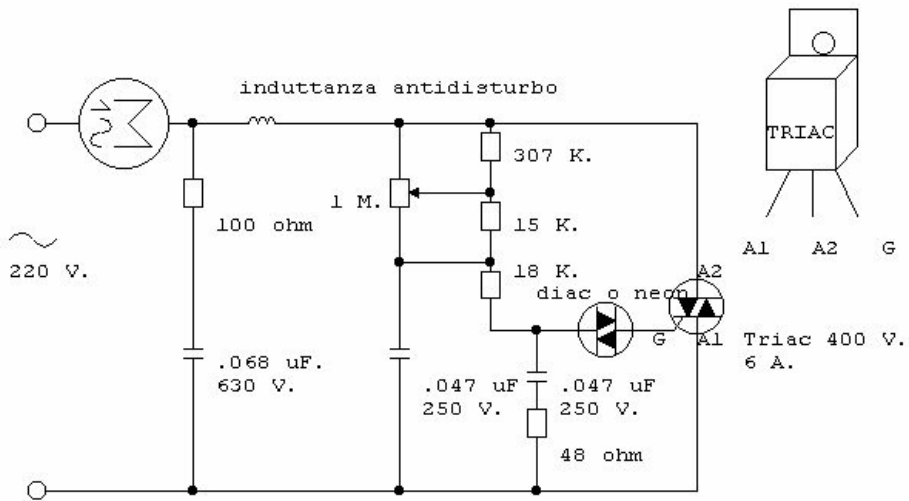 induttanza antidisturbo
TRIAC
307 K.
1 M.
15 K.
100 ohm
A1 A2 G
220 V.
18 K.
A2
diac o neon
G
A1 Triac 400 V.
6 A.
.068 uF.
630 V.
.047 uF
250 V.
.047 uF
250 V.
48 ohm